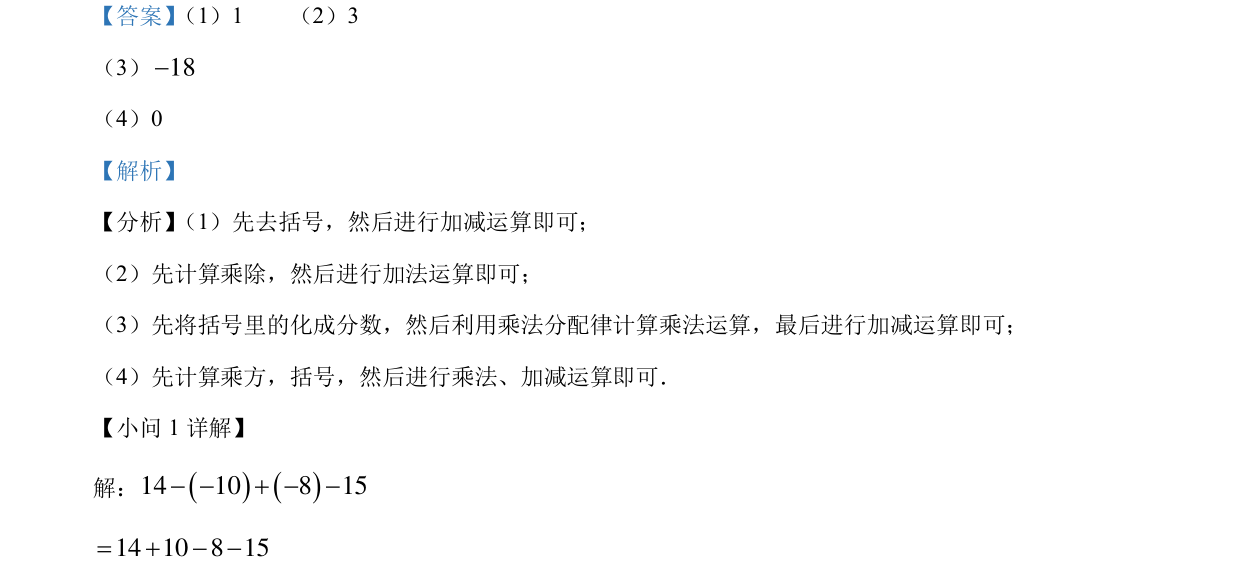 【答案】（1）1　　（2）3
（3）−18
（4）0
【解析】
【分析】（1）先去括号，然后进行加减运算即可；
（2）先计算乘除，然后进行加法运算即可；
（3）先将括号里的化成分数，然后利用乘法分配律计算乘法运算，最后进行加减运算即可；
（4）先计算乘方，括号，然后进行乘法、加减运算即可．
【小问 1 详解】
解：14−(−10)+(−8)−15
=14+10−8−15